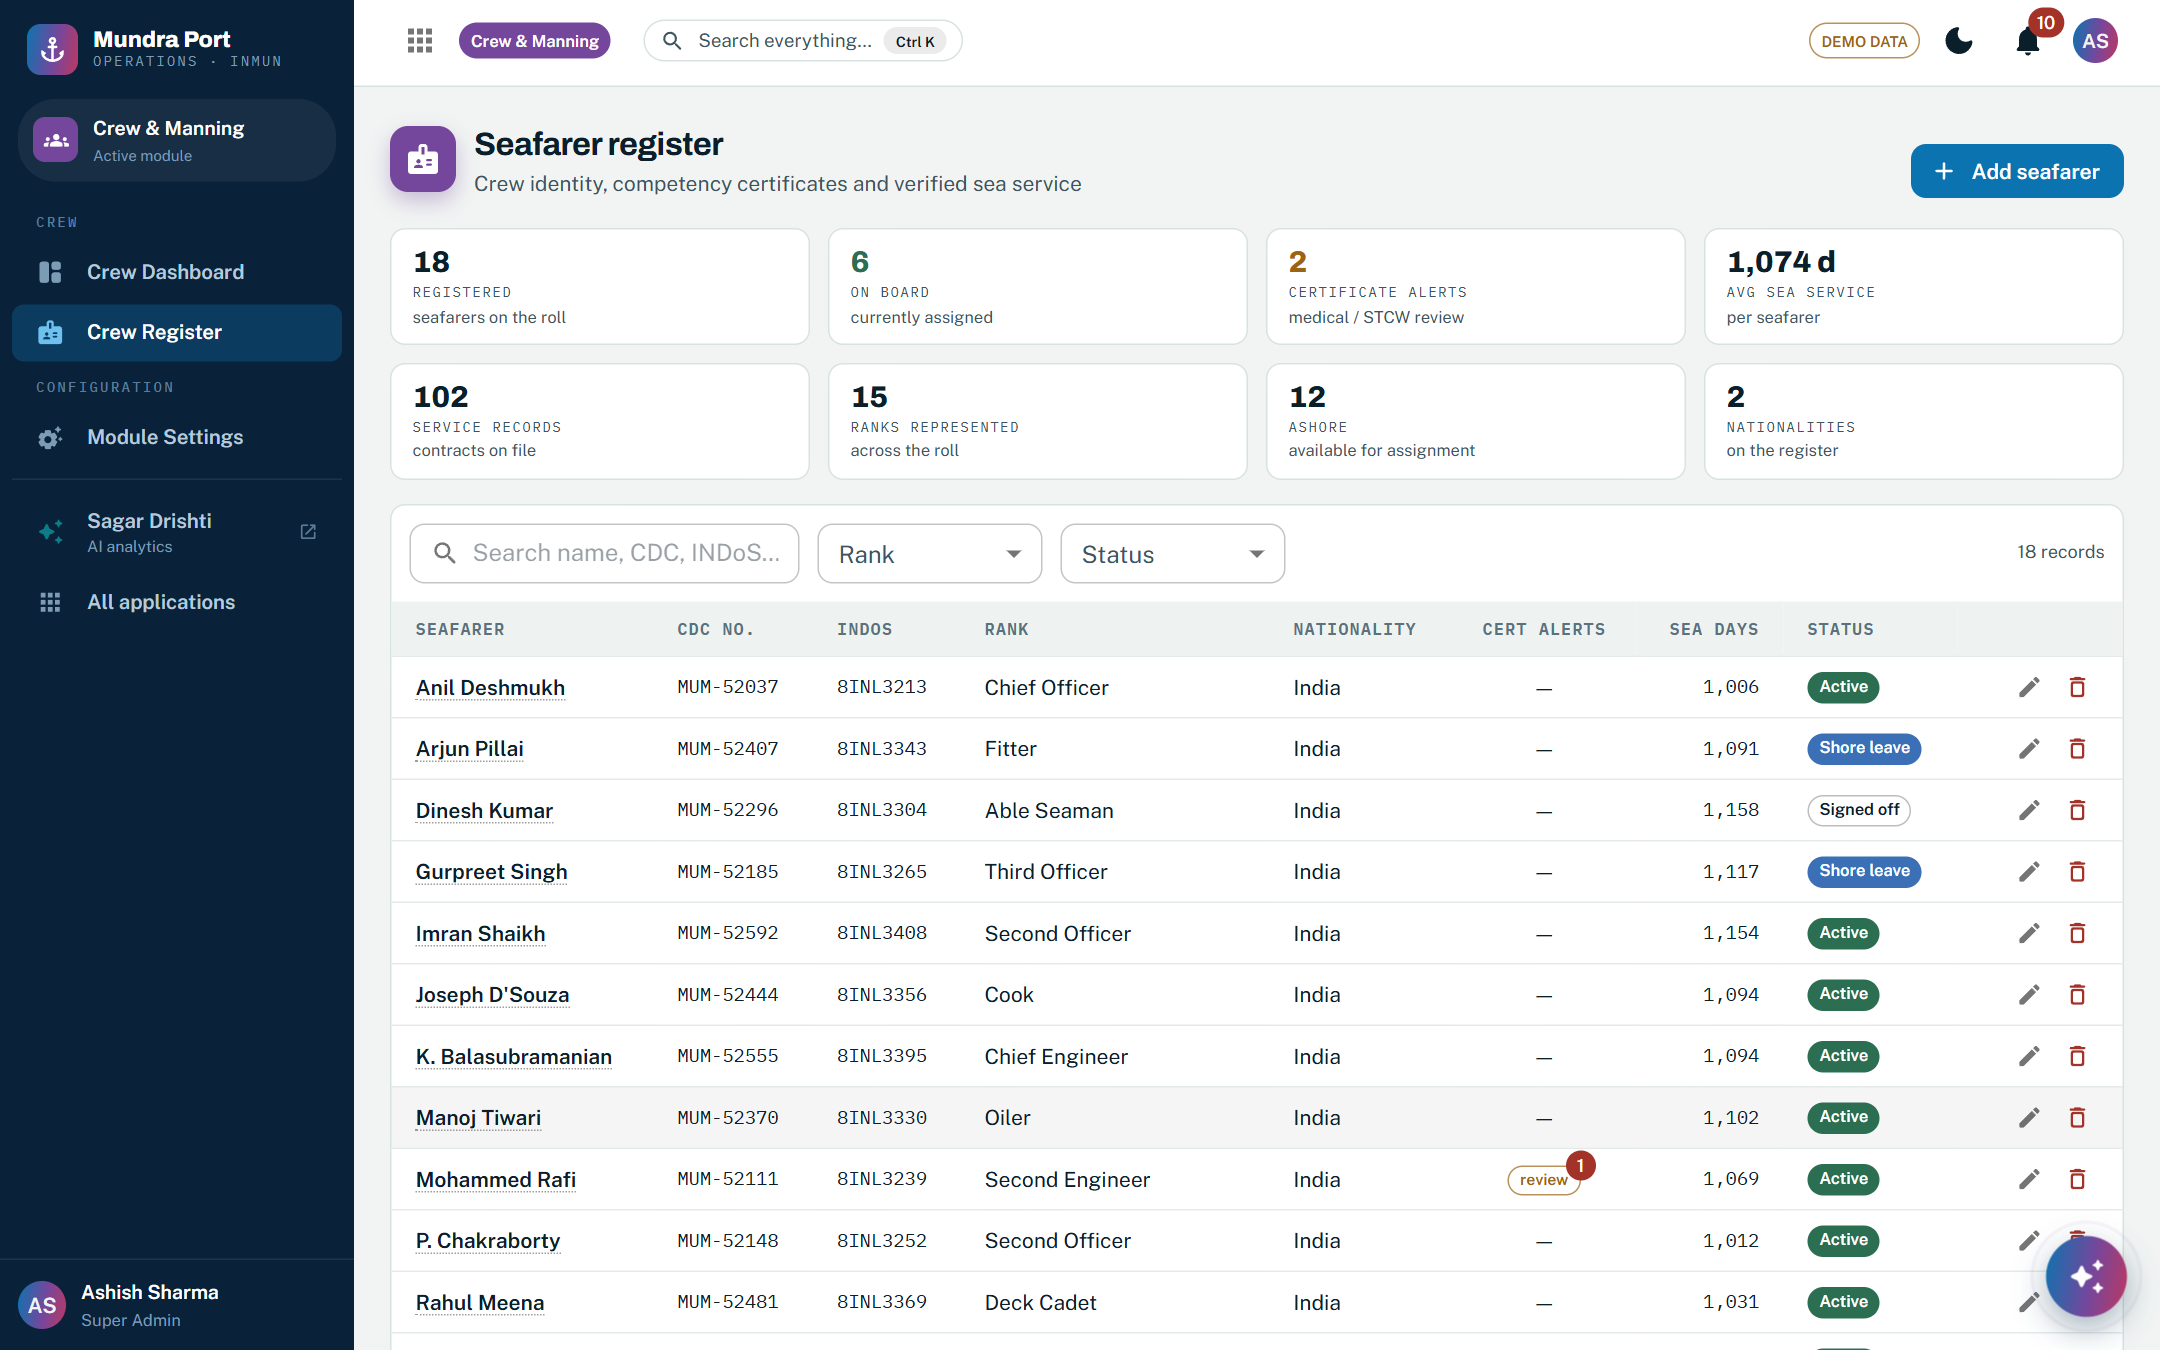 Mundra Port
OPERATIONS · INMUN
Crew & Manning
Active module
CREW
Crew Dashboard
Crew Register
CONFIGURATION
Module Settings
Sagar Drishti
AI analytics
All applications
AS
Ashish Sharma
Super Admin
Crew & Manning
Search everything...
Ctrl K
DEMO DATA
10
AS
Seafarer register
Crew identity, competency certificates and verified sea service
Add seafarer
18
REGISTERED
seafarers on the roll
6
ON BOARD
currently assigned
2
CERTIFICATE ALERTS
medical / STCW review
1,074 d
AVG SEA SERVICE
per seafarer
102
SERVICE RECORDS
contracts on file
15
RANKS REPRESENTED
across the roll
12
ASHORE
available for assignment
2
NATIONALITIES
on the register
Search name, CDC, INDoS...
Rank
Status
18 records
SEAFARER CDC NO. INDOS RANK NATIONALITY CERT ALERTS SEA DAYS STATUS
Anil Deshmukh MUM-52037 8INL3213 Chief Officer India — 1,006 Active
Arjun Pillai MUM-52407 8INL3343 Fitter India — 1,091 Shore leave
Dinesh Kumar MUM-52296 8INL3304 Able Seaman India — 1,158 Signed off
Gurpreet Singh MUM-52185 8INL3265 Third Officer India — 1,117 Shore leave
Imran Shaikh MUM-52592 8INL3408 Second Officer India — 1,154 Active
Joseph D'Souza MUM-52444 8INL3356 Cook India — 1,094 Active
K. Balasubramanian MUM-52555 8INL3395 Chief Engineer India — 1,094 Active
Manoj Tiwari MUM-52370 8INL3330 Oiler India — 1,102 Active
Mohammed Rafi MUM-52111 8INL3239 Second Engineer India review 1 1,069 Active
P. Chakraborty MUM-52148 8INL3252 Second Officer India — 1,012 Active
Rahul Meena MUM-52481 8INL3369 Deck Cadet India — 1,031 Active